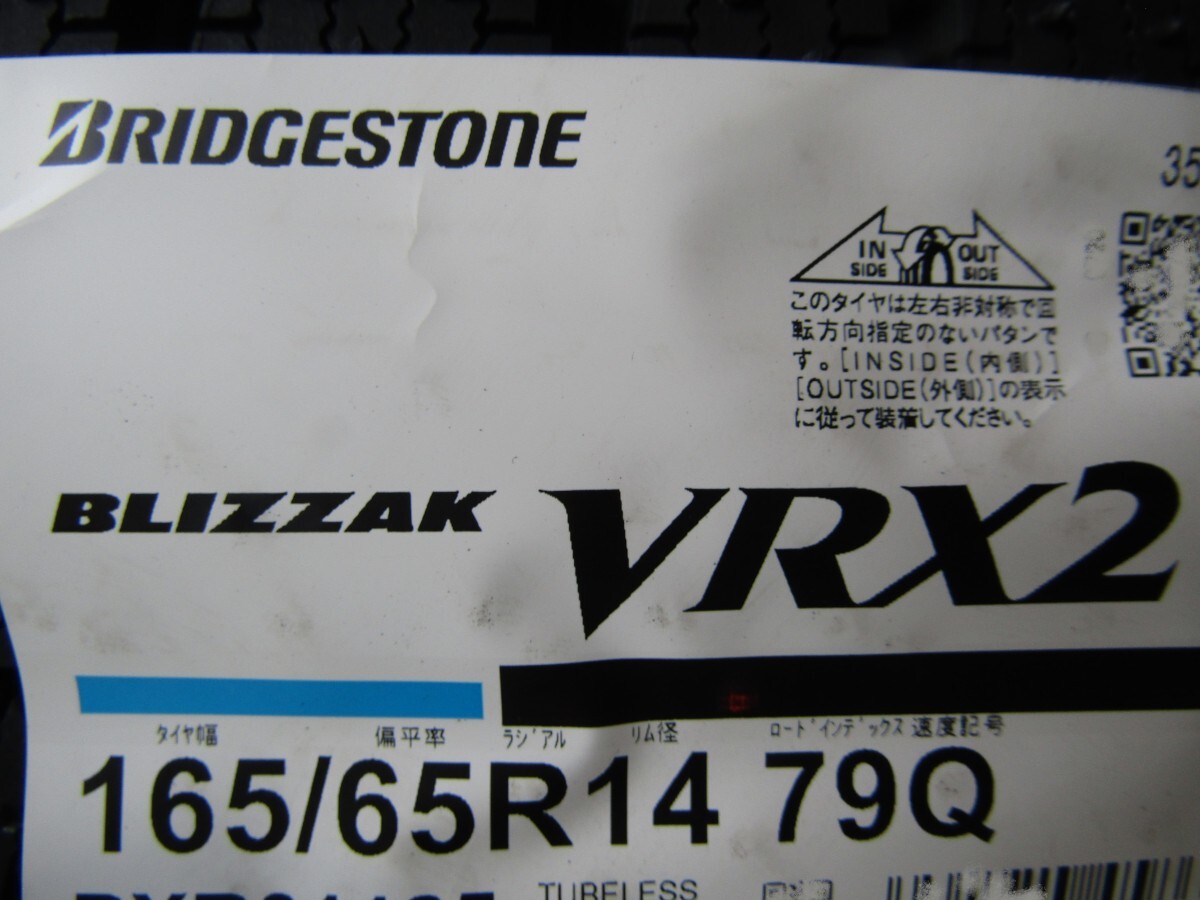 BRIDGESTONE
35
IN SIDE OUT SIDE
このタイヤは左右非対称で回
転方向指定のないパタンで
す。[INSIDE(内側)]
[OUTSIDE(外側)]の表示
に従って装着してください。
BLIZZAK VRX2
タイヤ幅 偏平率 ラジアル リム径 ロードインデックス 速度記号
165/65R14 79Q
TUBELESS